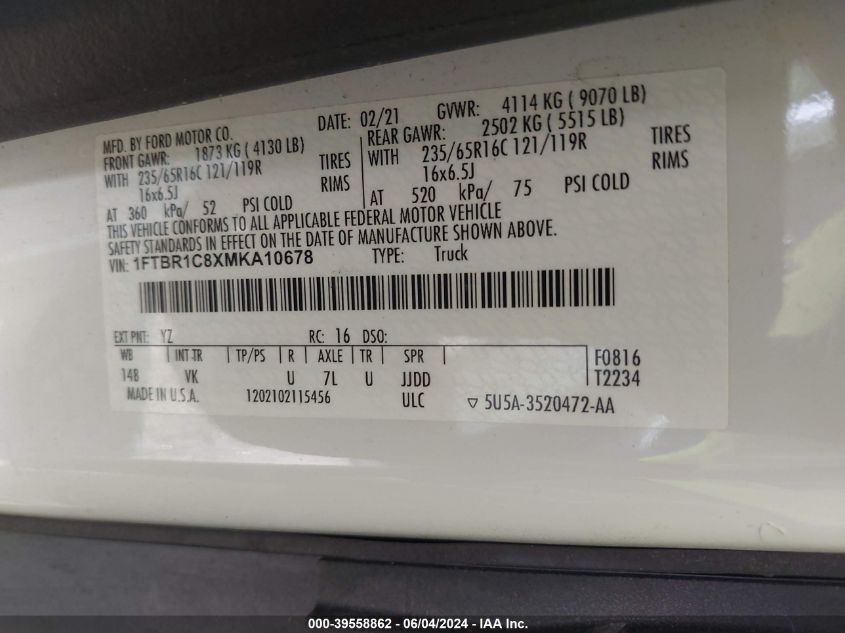 MFD. BY FORD MOTOR CO. DATE: 02/21 GVWR: 4114 KG ( 9070 LB)
FRONT GAWR: 1873 KG ( 4130 LB) REAR GAWR: 2502 KG ( 5515 LB)
WITH 235/65R16C 121/119R TIRES WITH 235/65R16C 121/119R TIRES
16x6.5J RIMS 16x6.5J RIMS
AT 360 kPa/ 52 PSI COLD AT 520 kPa/ 75 PSI COLD
THIS VEHICLE CONFORMS TO ALL APPLICABLE FEDERAL MOTOR VEHICLE
SAFETY STANDARDS IN EFFECT ON THE DATE OF MANUFACTURE SHOWN ABOVE.
VIN: 1FTBR1C8XMKA10678 TYPE: Truck
EXT PNT: YZ RC: 16 DSO:
WB INT TR TP/PS R AXLE TR SPR F0816
148 VK U 7L U JJDD T2234
MADE IN U.S.A. 1202102115456 ULC ▽ 5U5A-3520472-AA
000-39558862 - 06/04/2024 - IAA Inc.